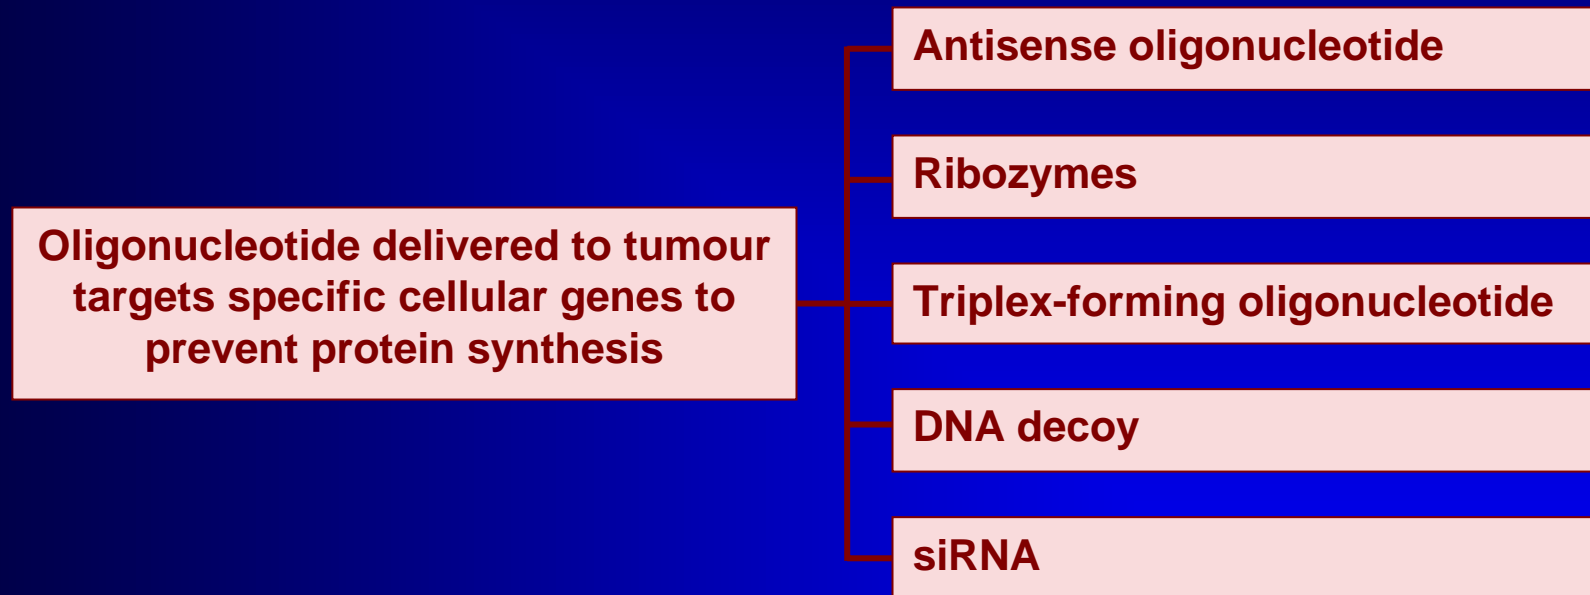 Oligonucleotide delivered to tumour
targets specific cellular genes to
prevent protein synthesis
Antisense oligonucleotide
Ribozymes
Triplex-forming oligonucleotide
DNA decoy
siRNA